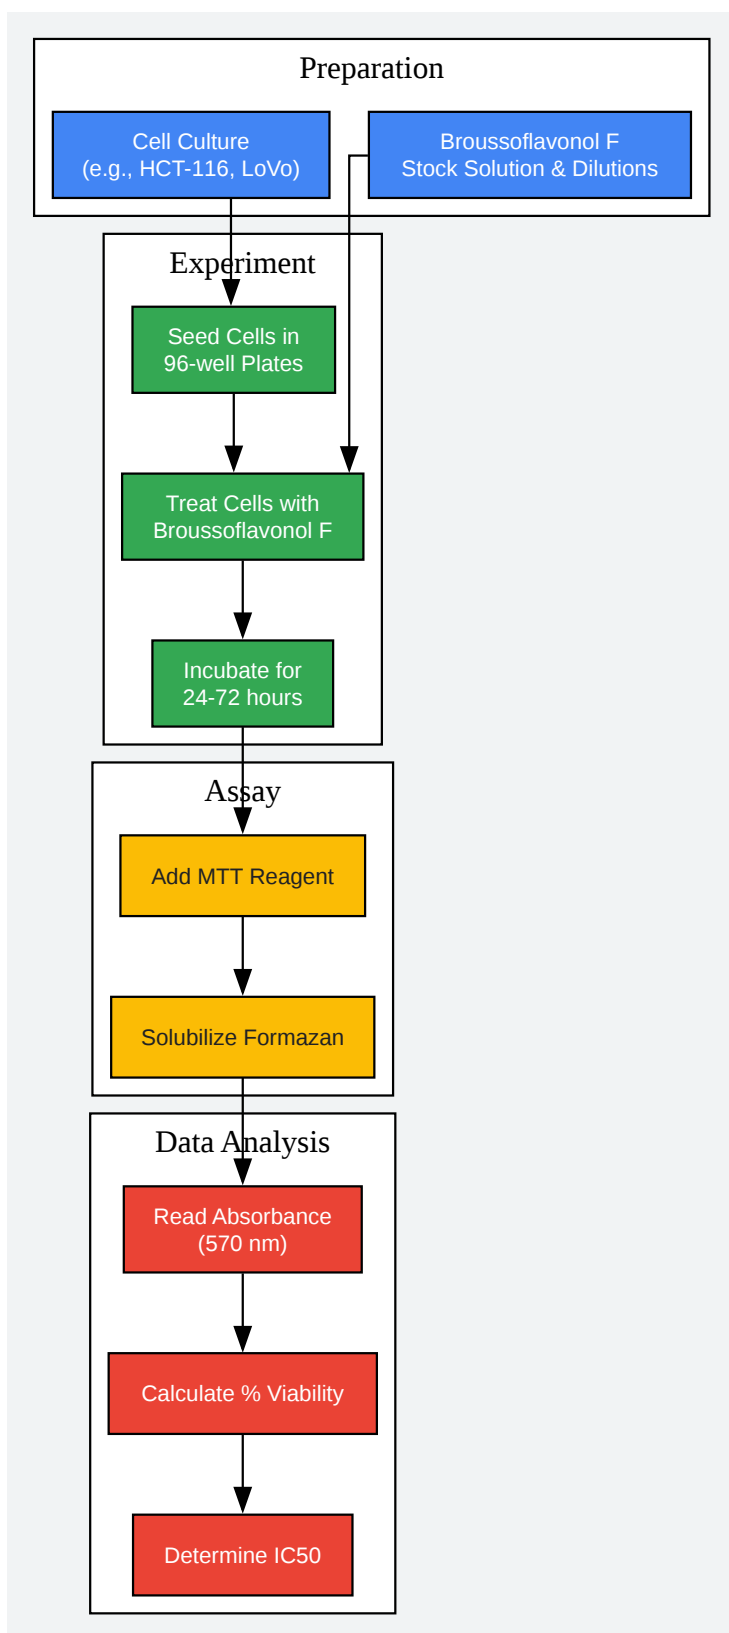 Preparation
Cell Culture
(e.g., HCT-116, LoVo)
Broussoflavonol F
Stock Solution & Dilutions
Experiment
Seed Cells in
96-well Plates
Treat Cells with
Broussoflavonol F
Incubate for
24-72 hours
Assay
Add MTT Reagent
Solubilize Formazan
Data Analysis
Read Absorbance
(570 nm)
Calculate % Viability
Determine IC50